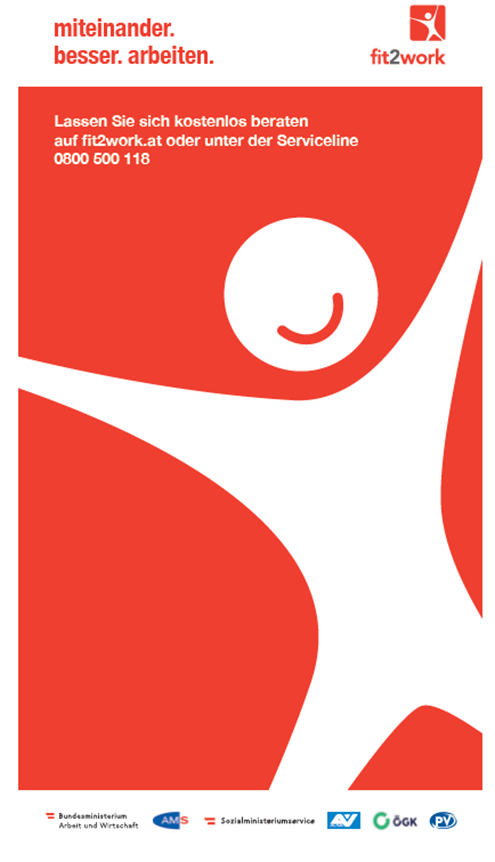 miteinander.
besser. arbeiten.
fit2work
Lassen Sie sich kostenlos beraten
auf fit2work.at oder unter der Serviceline
0800 500 118
Bundesministerium
Arbeit und Wirtschaft
AMS
Sozialministeriumservice
ÖGK
PV